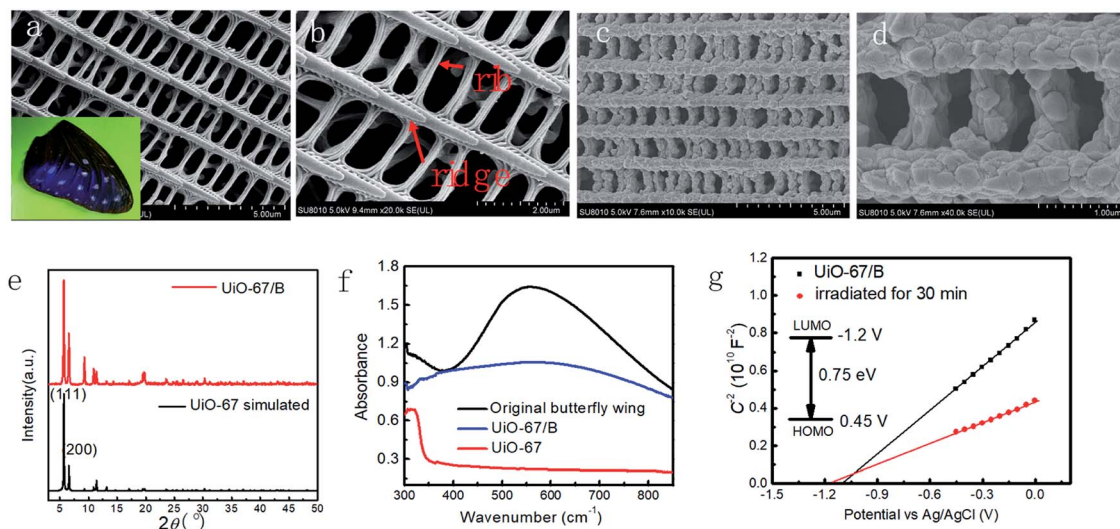 a
5.00um
b
rib
ridge
SU8010 5.0kV 9.4mm x20.0k SE(UL)
2.00um
c
SU8010 5.0kV 7.6mm x10.0k SE(UL)
5.00um
d
SU8010 5.0kV 7.6mm x40.0k SE(UL)
1.00um
e
UiO-67/B
(111)
200)
UiO-67 simulated
Intensity(a.u.)
5 10 15 20 25 30 35 40 45 50
2θ (°)
f
1.8
1.5
1.2
0.9
0.6
0.3
Absorbance
Original butterfly wing
UiO-67/B
UiO-67
300 400 500 600 700 800
Wavenumber (cm⁻¹)
g
UiO-67/B
irradiated for 30 min
1.0
0.8
0.6
0.4
0.2
0.0
C⁻² (10¹⁰ F⁻²)
LUMO -1.2 V
0.75 eV
HOMO 0.45 V
-1.5 -1.2 -0.9 -0.6 -0.3 0.0
Potential vs Ag/AgCl (V)